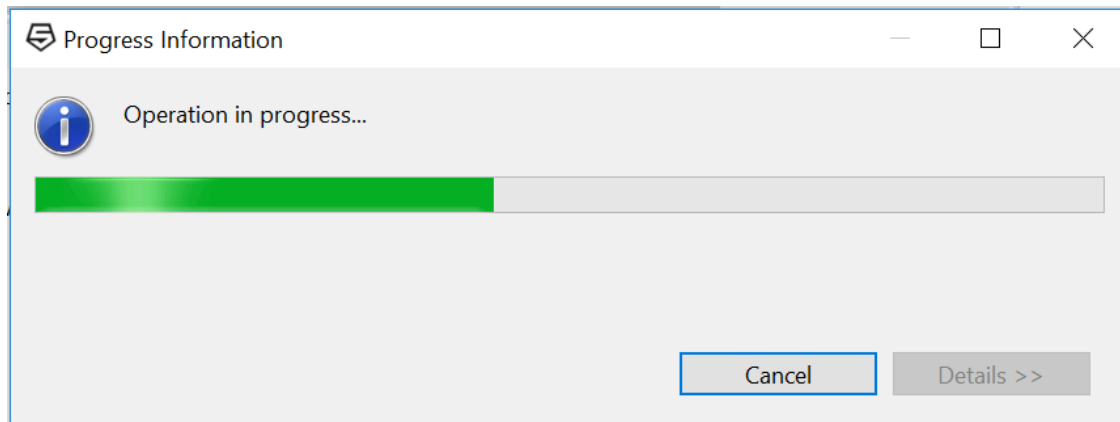 Progress Information
Operation in progress...
Cancel
Details >>